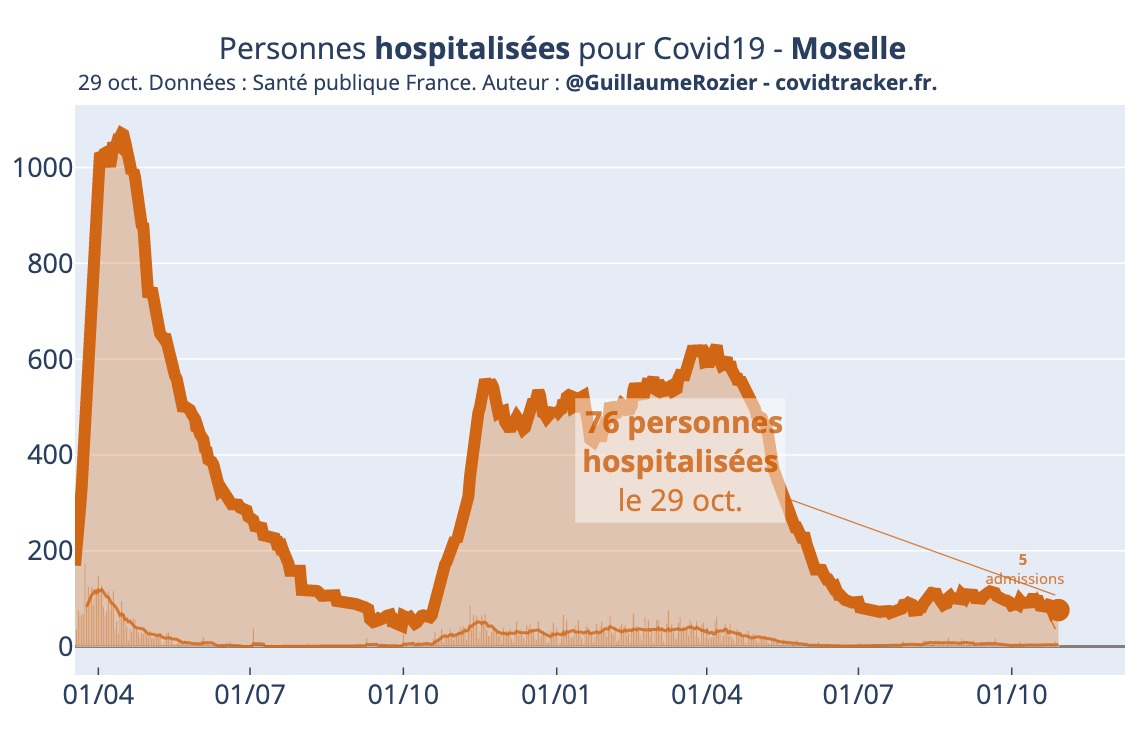 Personnes hospitalisées pour Covid19 - Moselle
29 oct. Données : Santé publique France. Auteur : @GuillaumeRozier - covidtracker.fr.
1000
800
600
400
200
0
76 personnes
hospitalisées
le 29 oct.
5
admissions
01/04
01/07
01/10
01/01
01/04
01/07
01/10